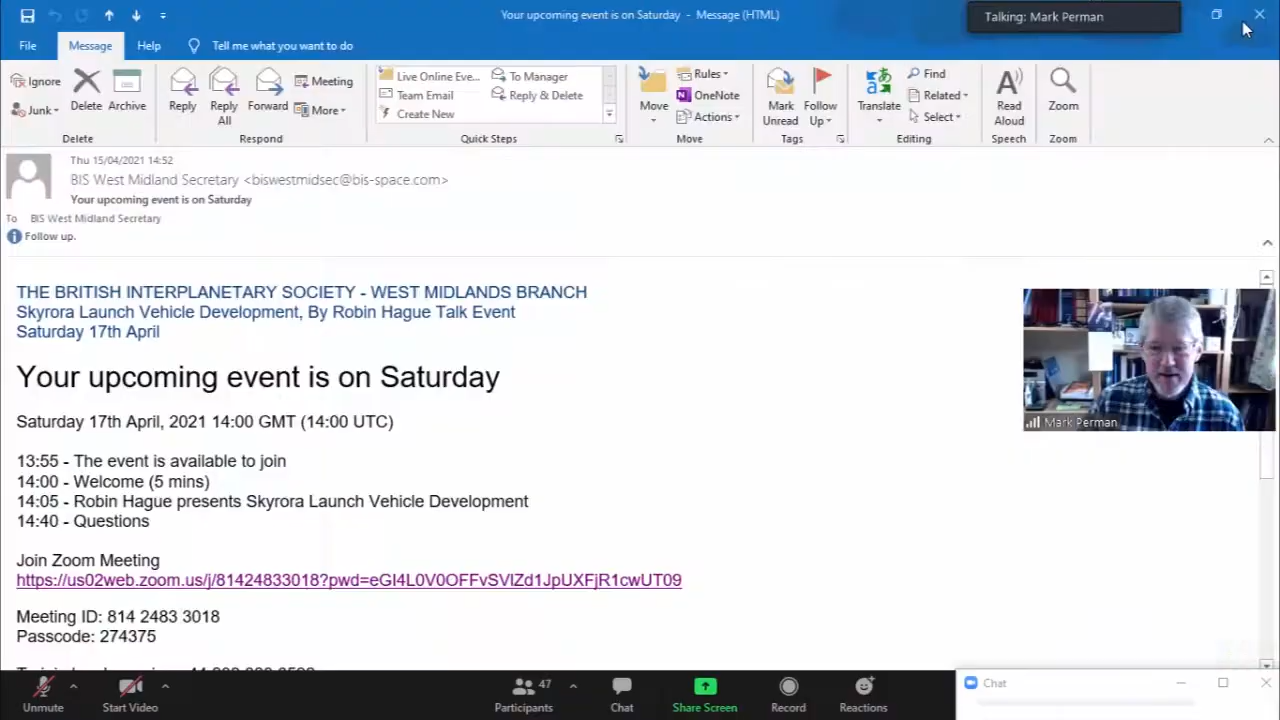 Your upcoming event is on Saturday - Message (HTML)
Talking: Mark Perman
File Message Help Tell me what you want to do
Ignore
Junk
Delete
Archive
Delete
Reply
Reply All
Forward
Meeting
More
Respond
Live Online Eve...
Team Email
Create New
To Manager
Reply & Delete
Quick Steps
Move
Rules
OneNote
Actions
Move
Mark Unread
Follow Up
Tags
Translate
Find
Related
Select
Editing
Read Aloud
Speech
Zoom
Zoom
Thu 15/04/2021 14:52
BIS West Midland Secretary <biswestmidsec@bis-space.com>
Your upcoming event is on Saturday
To BIS West Midland Secretary
Follow up.
THE BRITISH INTERPLANETARY SOCIETY - WEST MIDLANDS BRANCH
Skyrora Launch Vehicle Development, By Robin Hague Talk Event
Saturday 17th April
Your upcoming event is on Saturday
Saturday 17th April, 2021 14:00 GMT (14:00 UTC)
13:55 - The event is available to join
14:00 - Welcome (5 mins)
14:05 - Robin Hague presents Skyrora Launch Vehicle Development
14:40 - Questions
Join Zoom Meeting
https://us02web.zoom.us/j/81424833018?pwd=eGI4L0V0OFFvSVlZd1JpUXFjR1cwUT09
Meeting ID: 814 2483 3018
Passcode: 274375
Mark Perman
Unmute
Start Video
47
Participants
Chat
Share Screen
Record
Reactions
Chat